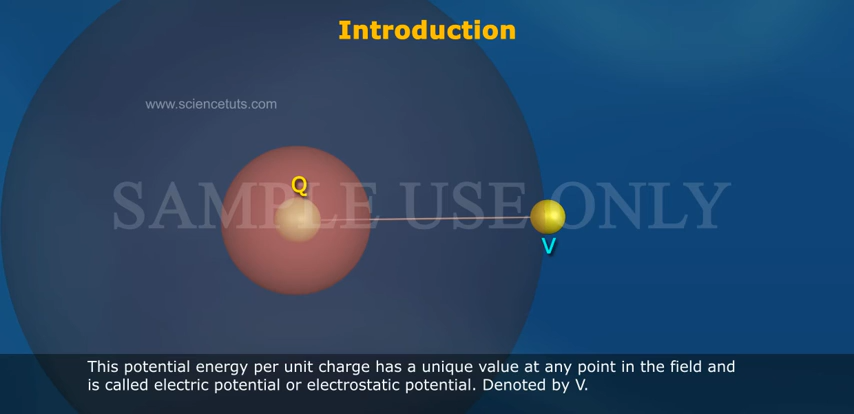 Introduction
www.sciencetuts.com
Q
SAMPLE USE ONLY
V
This potential energy per unit charge has a unique value at any point in the field and
is called electric potential or electrostatic potential. Denoted by V.